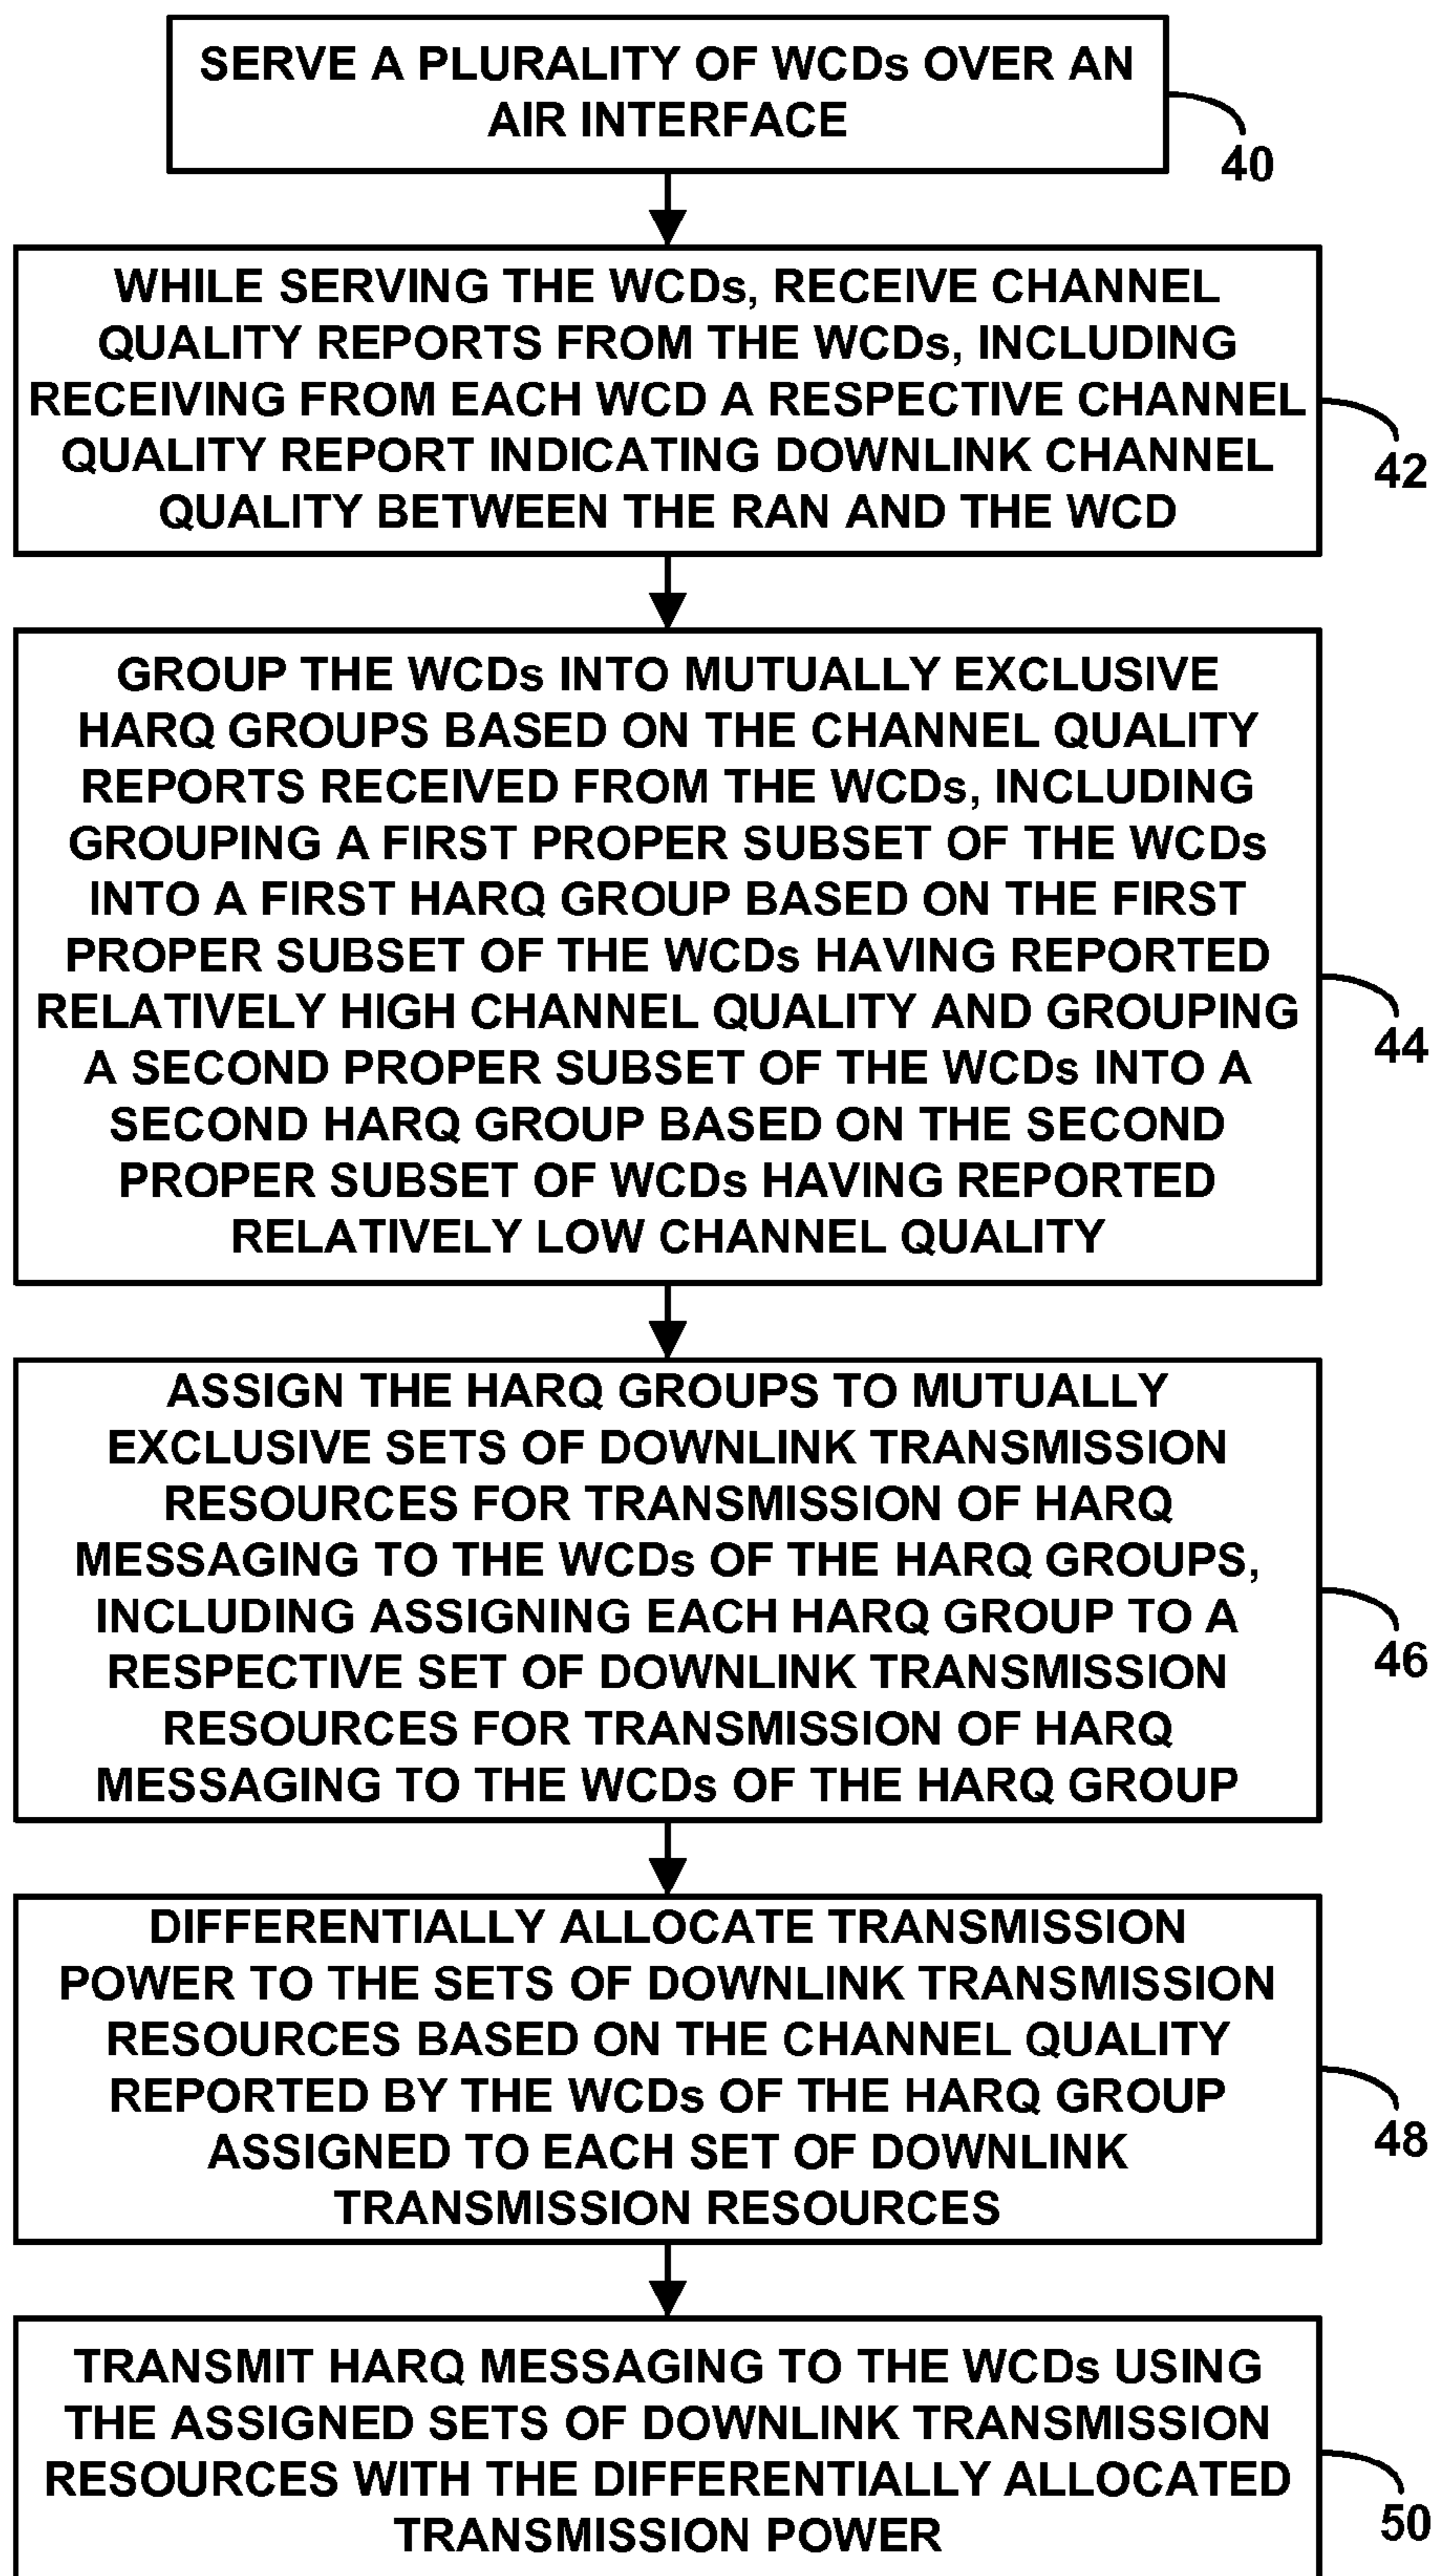 SERVE A PLURALITY OF WCDs OVER AN
AIR INTERFACE
40
WHILE SERVING THE WCDs, RECEIVE CHANNEL
QUALITY REPORTS FROM THE WCDs, INCLUDING
RECEIVING FROM EACH WCD A RESPECTIVE CHANNEL
QUALITY REPORT INDICATING DOWNLINK CHANNEL
QUALITY BETWEEN THE RAN AND THE WCD
42
GROUP THE WCDs INTO MUTUALLY EXCLUSIVE
HARQ GROUPS BASED ON THE CHANNEL QUALITY
REPORTS RECEIVED FROM THE WCDs, INCLUDING
GROUPING A FIRST PROPER SUBSET OF THE WCDs
INTO A FIRST HARQ GROUP BASED ON THE FIRST
PROPER SUBSET OF THE WCDs HAVING REPORTED
RELATIVELY HIGH CHANNEL QUALITY AND GROUPING
A SECOND PROPER SUBSET OF THE WCDs INTO A
SECOND HARQ GROUP BASED ON THE SECOND
PROPER SUBSET OF WCDs HAVING REPORTED
RELATIVELY LOW CHANNEL QUALITY
44
ASSIGN THE HARQ GROUPS TO MUTUALLY
EXCLUSIVE SETS OF DOWNLINK TRANSMISSION
RESOURCES FOR TRANSMISSION OF HARQ
MESSAGING TO THE WCDs OF THE HARQ GROUPS,
INCLUDING ASSIGNING EACH HARQ GROUP TO A
RESPECTIVE SET OF DOWNLINK TRANSMISSION
RESOURCES FOR TRANSMISSION OF HARQ
MESSAGING TO THE WCDs OF THE HARQ GROUP
46
DIFFERENTIALLY ALLOCATE TRANSMISSION
POWER TO THE SETS OF DOWNLINK TRANSMISSION
RESOURCES BASED ON THE CHANNEL QUALITY
REPORTED BY THE WCDs OF THE HARQ GROUP
ASSIGNED TO EACH SET OF DOWNLINK
TRANSMISSION RESOURCES
48
TRANSMIT HARQ MESSAGING TO THE WCDs USING
THE ASSIGNED SETS OF DOWNLINK TRANSMISSION
RESOURCES WITH THE DIFFERENTIALLY ALLOCATED
TRANSMISSION POWER
50